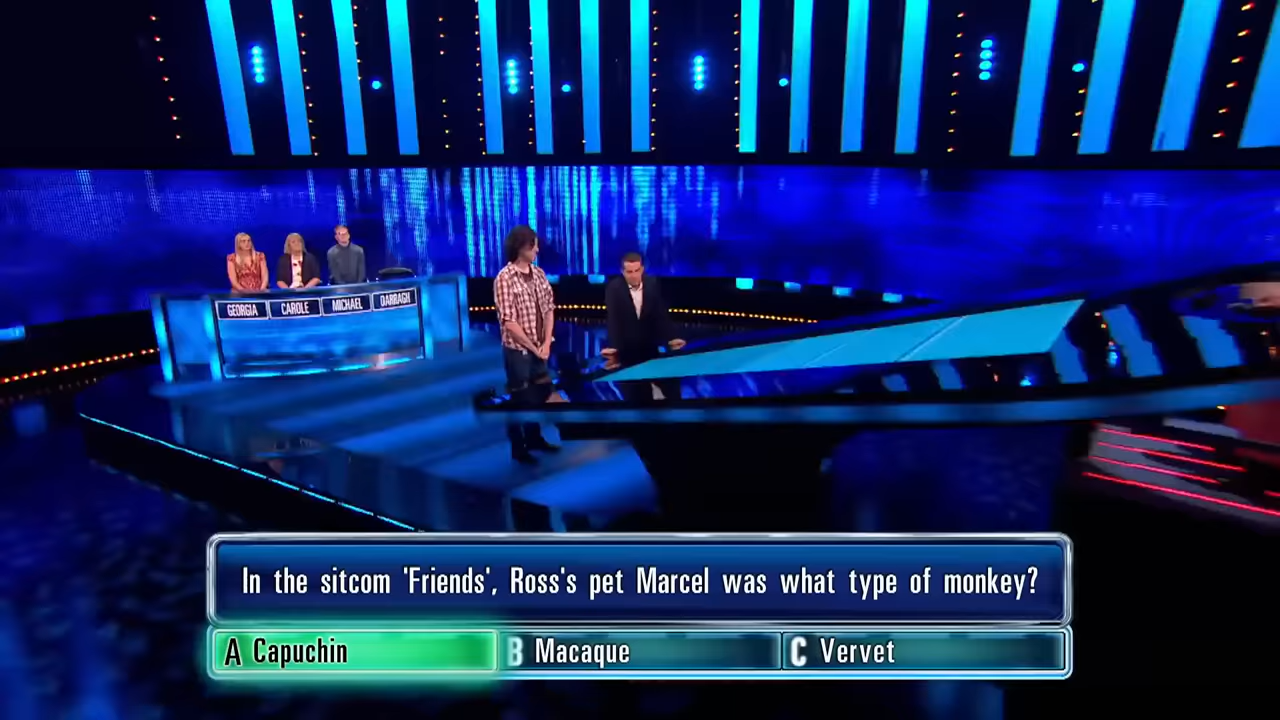 GEORGIA CAROLE MICHAEL DARRAGH
In the sitcom 'Friends', Ross's pet Marcel was what type of monkey?
A Capuchin B Macaque C Vervet